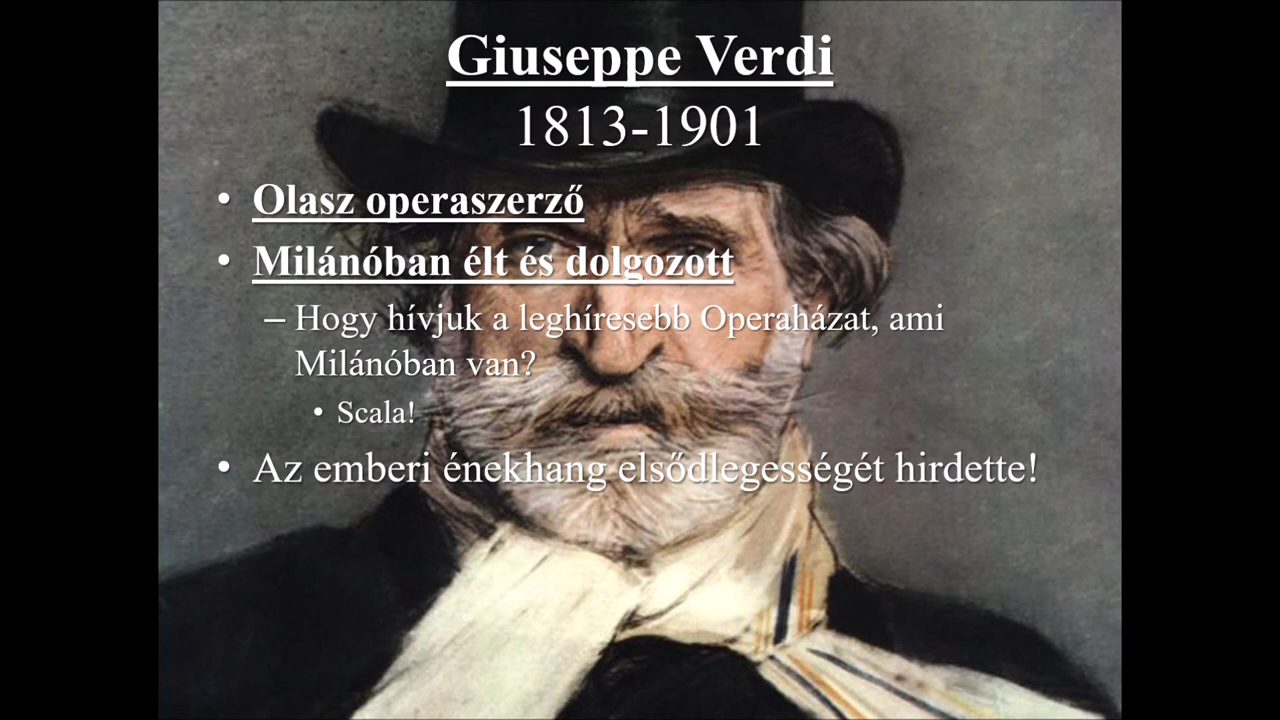 Giuseppe Verdi
1813-1901
• Olasz operaszerző
• Milánóban élt és dolgozott
– Hogy hívjuk a leghíresebb Operaházat, ami
Milánóban van?
• Scala!
• Az emberi énekhang elsődlegességét hirdette!